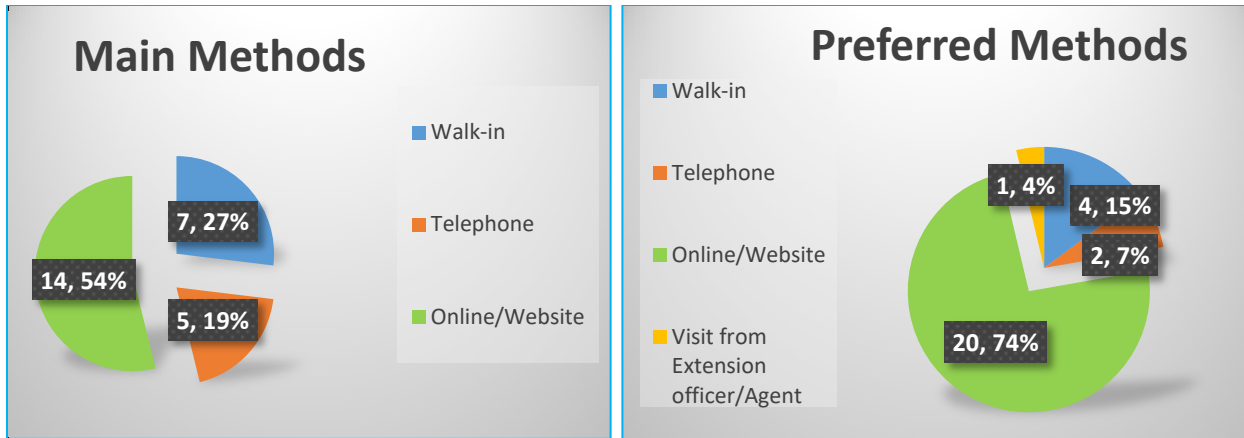 Main Methods
Walk-in
7, 27%
Telephone
14, 54%
5, 19%
Online/Website
Preferred Methods
Walk-in
Telephone
Online/Website
Visit from
Extension
officer/Agent
1, 4%
4, 15%
2, 7%
20, 74%